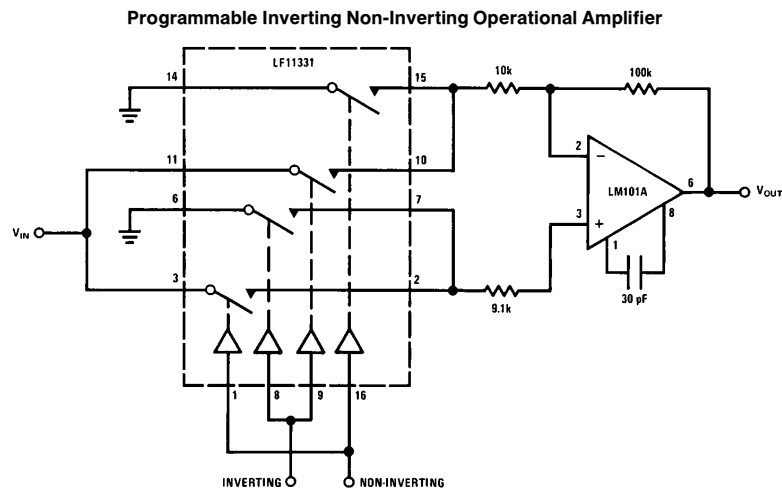 Programmable Inverting Non-Inverting Operational Amplifier
LF11331
14
15
10k
100k
11
10
2
−
6
7
LM101A
6
VOUT
VIN
3
+
8
1
3
2
9.1k
30 pF
1
8
9
16
INVERTING
NON-INVERTING